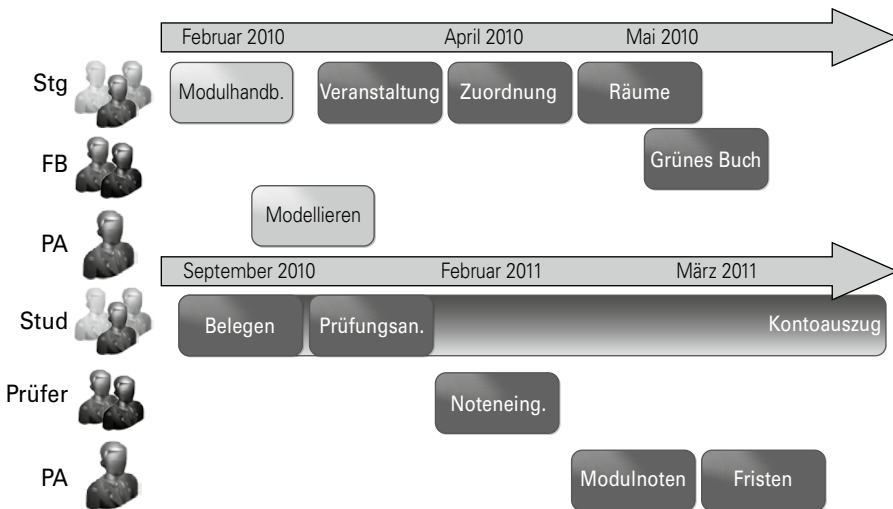 Februar 2010 April 2010 Mai 2010
Stg Modulhandb. Veranstaltung Zuordnung Räume
FB Grünes Buch
PA Modellieren
September 2010 Februar 2011 März 2011
Stud Belegen Prüfungsan. Kontoauszug
Prüfer Noteneing.
PA Modulnoten Fristen